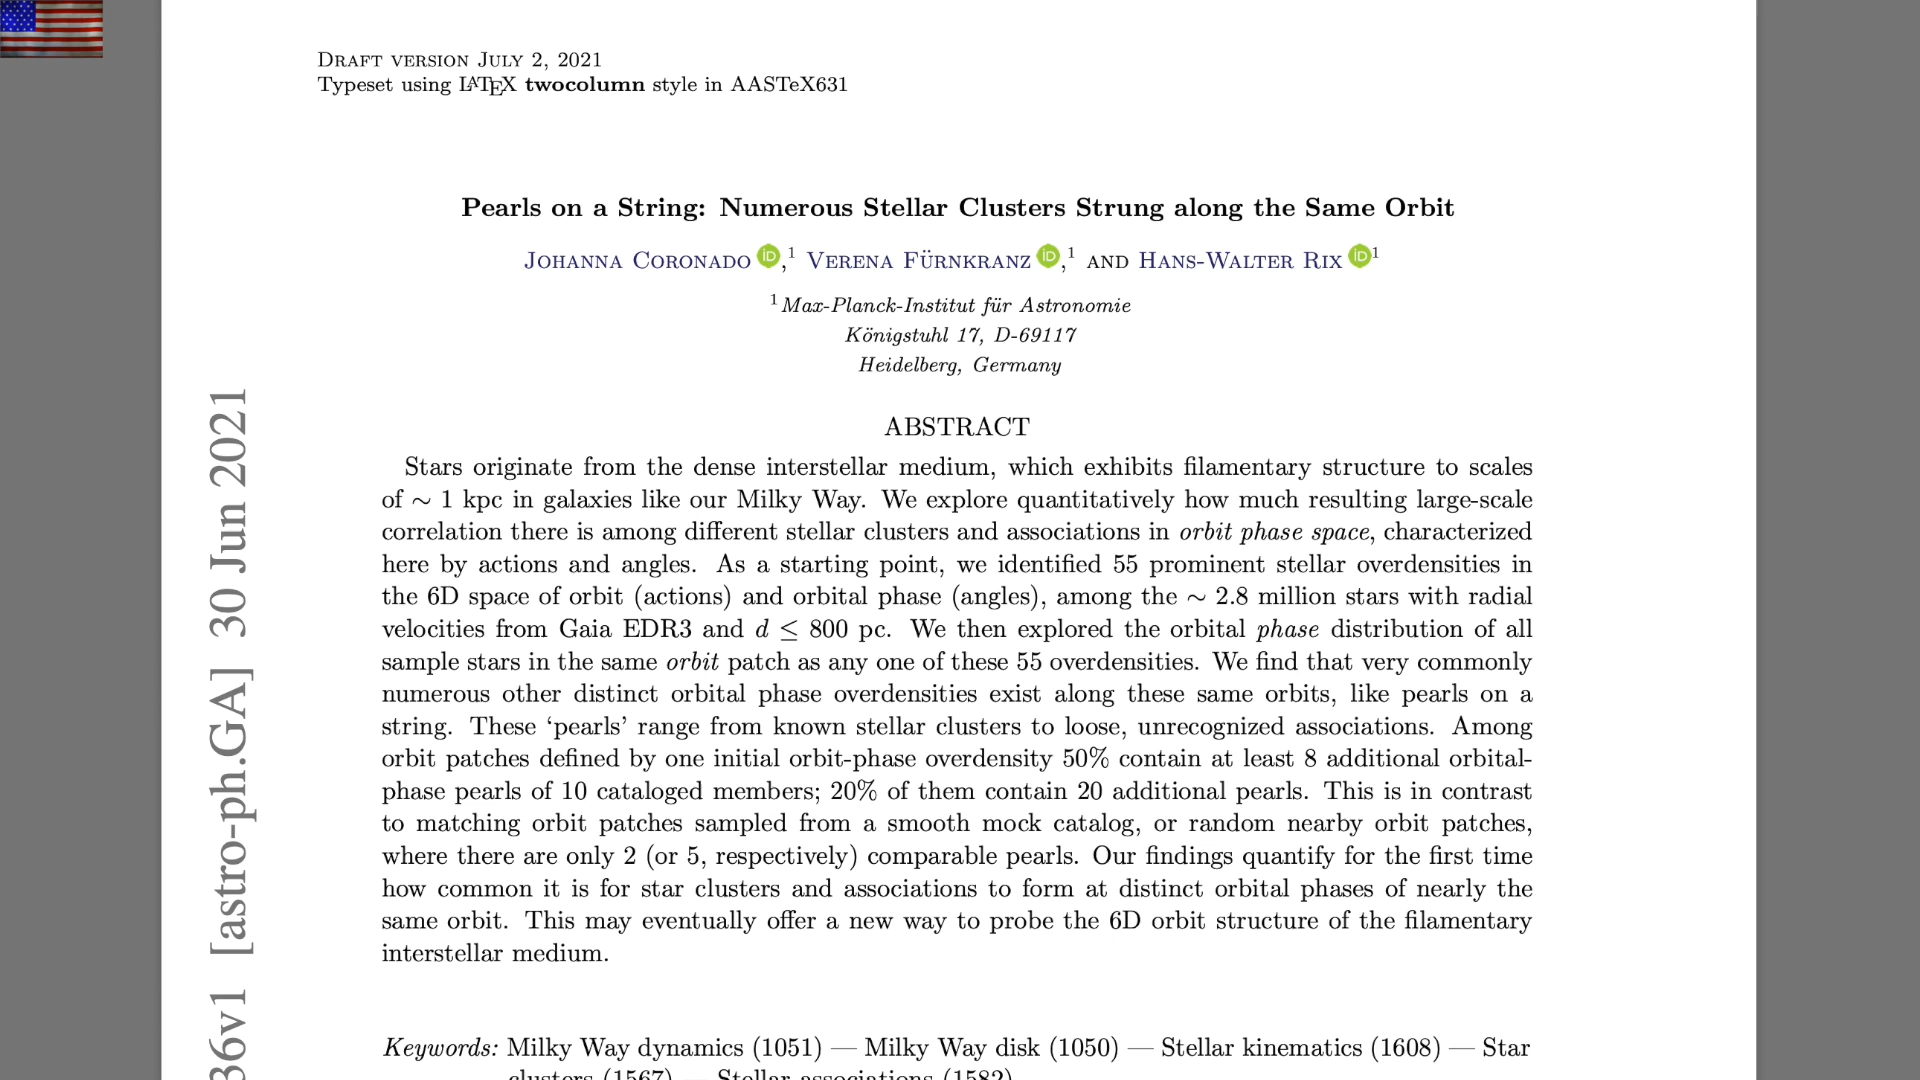 Draft version July 2, 2021
Typeset using LATEX twocolumn style in AASTeX631
Pearls on a String: Numerous Stellar Clusters Strung along the Same Orbit
Johanna Coronado iD,1 Verena Fürnkranz iD,1 and Hans-Walter Rix iD1
1Max-Planck-Institut für Astronomie
Königstuhl 17, D-69117
Heidelberg, Germany
ABSTRACT
Stars originate from the dense interstellar medium, which exhibits filamentary structure to scales
of ∼ 1 kpc in galaxies like our Milky Way. We explore quantitatively how much resulting large-scale
correlation there is among different stellar clusters and associations in orbit phase space, characterized
here by actions and angles. As a starting point, we identified 55 prominent stellar overdensities in
the 6D space of orbit (actions) and orbital phase (angles), among the ∼ 2.8 million stars with radial
velocities from Gaia EDR3 and d ≤ 800 pc. We then explored the orbital phase distribution of all
sample stars in the same orbit patch as any one of these 55 overdensities. We find that very commonly
numerous other distinct orbital phase overdensities exist along these same orbits, like pearls on a
string. These ‘pearls’ range from known stellar clusters to loose, unrecognized associations. Among
orbit patches defined by one initial orbit-phase overdensity 50% contain at least 8 additional orbital-
phase pearls of 10 cataloged members; 20% of them contain 20 additional pearls. This is in contrast
to matching orbit patches sampled from a smooth mock catalog, or random nearby orbit patches,
where there are only 2 (or 5, respectively) comparable pearls. Our findings quantify for the first time
how common it is for star clusters and associations to form at distinct orbital phases of nearly the
same orbit. This may eventually offer a new way to probe the 6D orbit structure of the filamentary
interstellar medium.
Keywords: Milky Way dynamics (1051) — Milky Way disk (1050) — Stellar kinematics (1608) — Star
clusters (1567) — Stellar associations (1582)
36v1 [astro-ph.GA] 30 Jun 2021